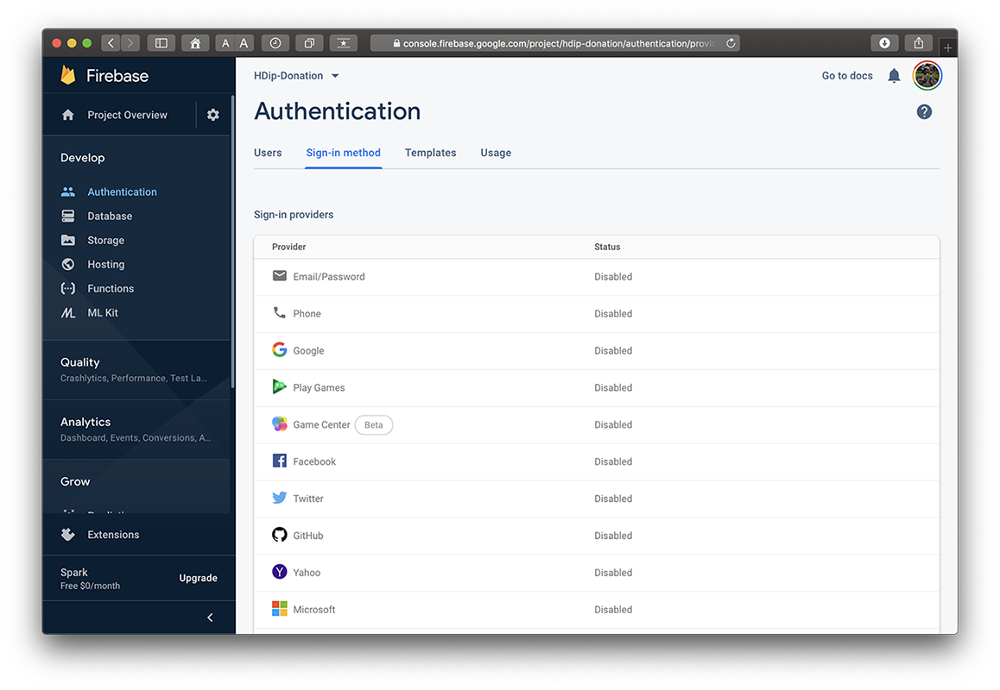 A A
console.firebase.google.com/project/hdip-donation/authentication/provid
Firebase
Project Overview
Develop
Authentication
Database
Storage
Hosting
Functions
ML Kit
Quality
Crashlytics, Performance, Test La...
Analytics
Dashboard, Events, Conversions, A...
Grow
Extensions
Spark
Free $0/month
Upgrade
HDip-Donation
Go to docs
Authentication
?
Users Sign-in method Templates Usage
Sign-in providers
Provider Status
Email/Password Disabled
Phone Disabled
Google Disabled
Play Games Disabled
Game Center Beta Disabled
Facebook Disabled
Twitter Disabled
GitHub Disabled
Yahoo Disabled
Microsoft Disabled